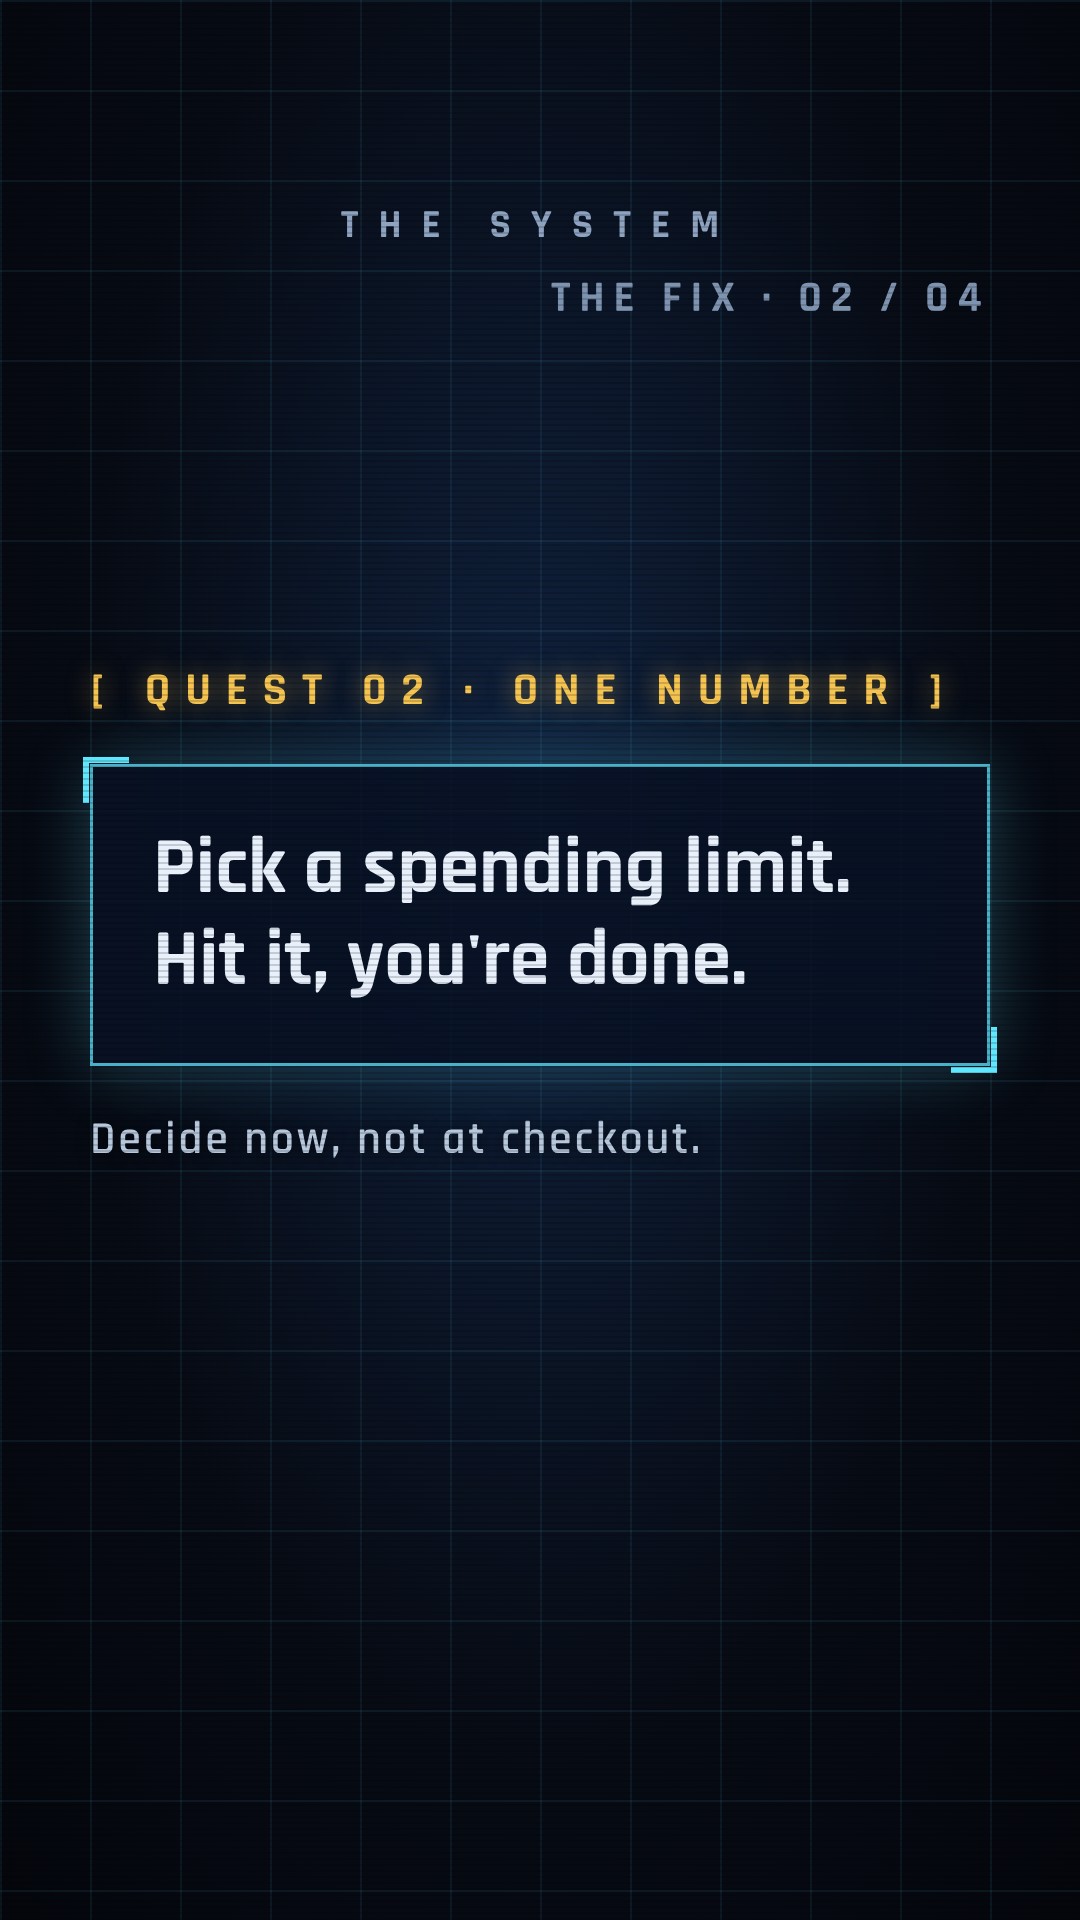 THE SYSTEM
THE FIX · 02 / 04
[ QUEST 02 · ONE NUMBER ]
Pick a spending limit.
Hit it, you're done.
Decide now, not at checkout.